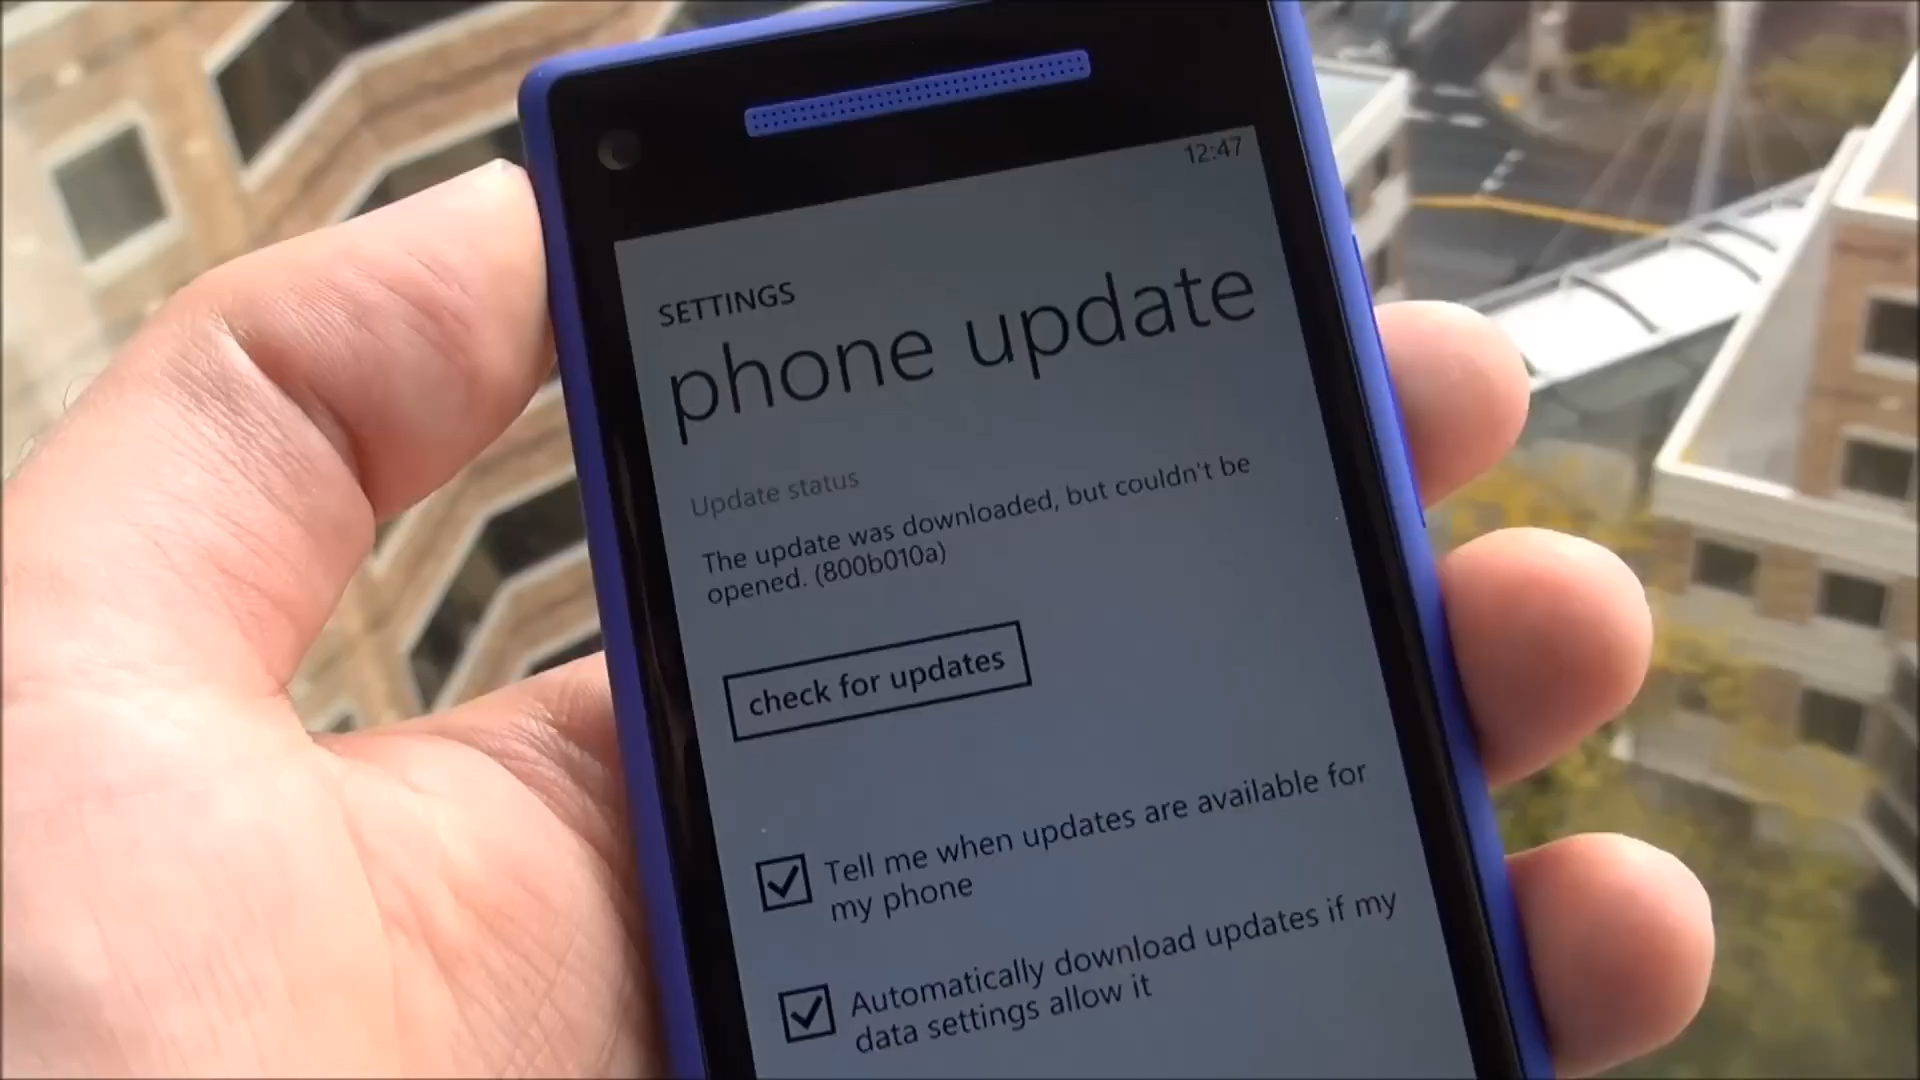 12:47
SETTINGS
phone update
Update status
The update was downloaded, but couldn't be
opened. (800b010a)
check for updates
Tell me when updates are available for
my phone
Automatically download updates if my
data settings allow it